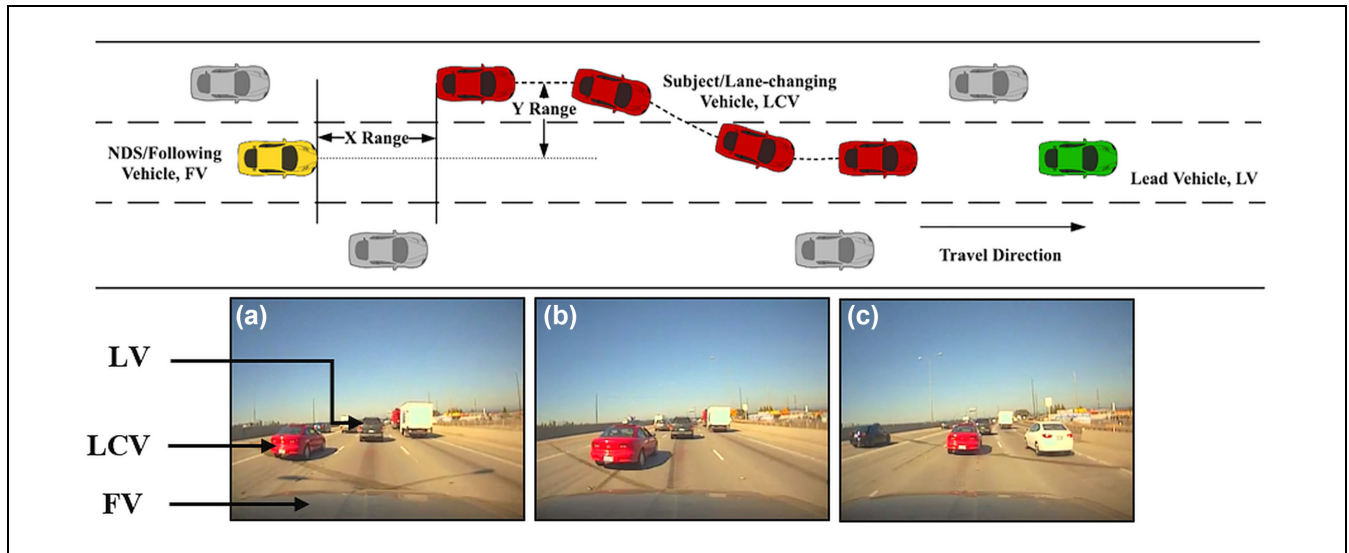 Subject/Lane-changing
Vehicle, LCV
Y Range
X Range
NDS/Following
Vehicle, FV
Lead Vehicle, LV
Travel Direction
(a)
(b)
(c)
LV
LCV
FV